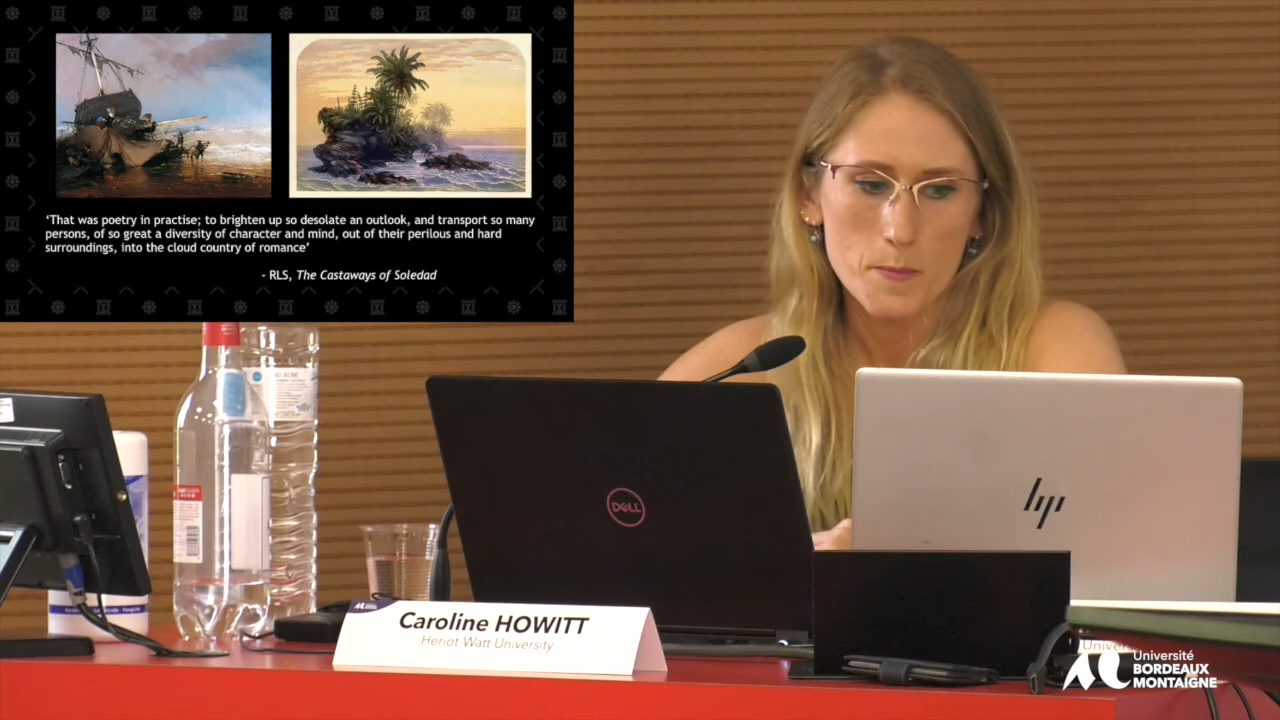 ‘That was poetry in practise; to brighten up so desolate an outlook, and transport so many
persons, of so great a diversity of character and mind, out of their perilous and hard
surroundings, into the cloud country of romance’
- RLS, The Castaways of Soledad
DELL
hp
Caroline HOWITT
Heriot Watt University
Université
BORDEAUX
MONTAIGNE